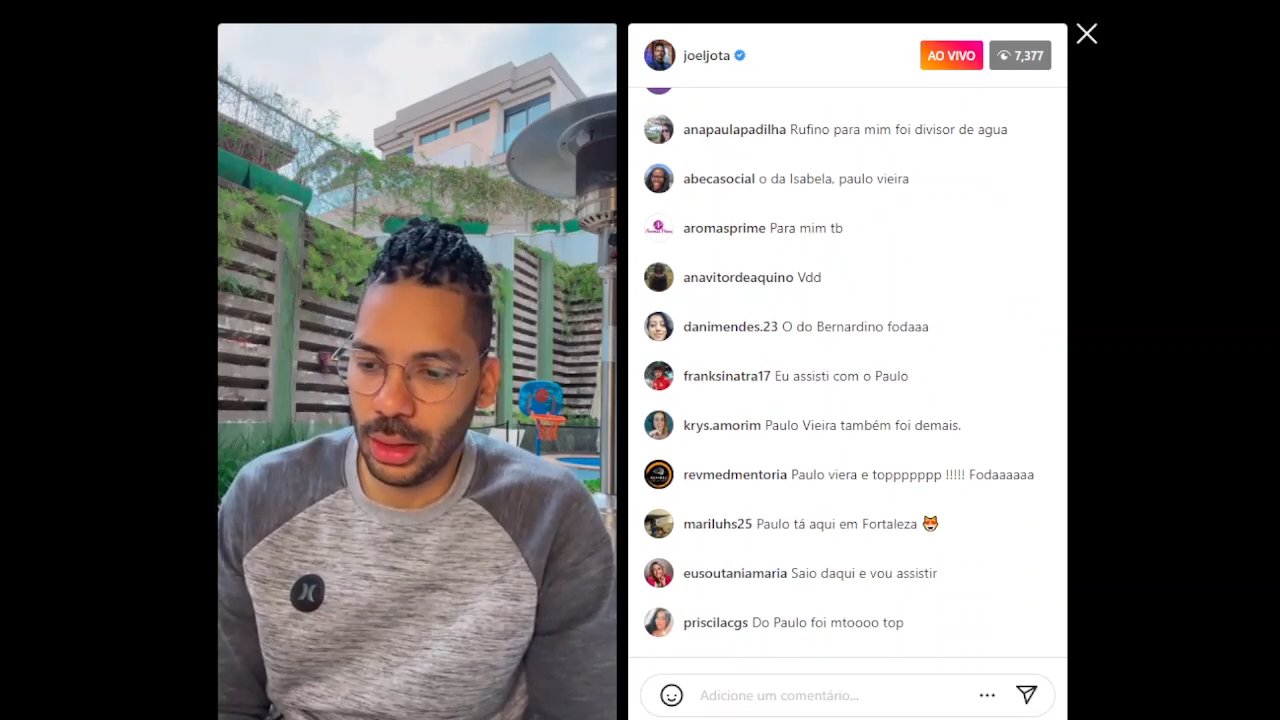 joeljota
AO VIVO
7,377
anapaulapadilha Rufino para mim foi divisor de agua
abecasocial o da Isabela, paulo vieira
aromasprime Para mim tb
anavitordeaquino Vdd
danimendes.23 O do Bernardino fodaaa
franksinatra17 Eu assisti com o Paulo
krys.amorim Paulo Vieira também foi demais.
revmedmentoria Paulo viera e topppppppp !!!!! Fodaaaaaa
mariluhs25 Paulo tá aqui em Fortaleza 😻
eusoutaniamaria Saio daqui e vou assistir
priscilacgs Do Paulo foi mtoooo top
Adicione um comentário...